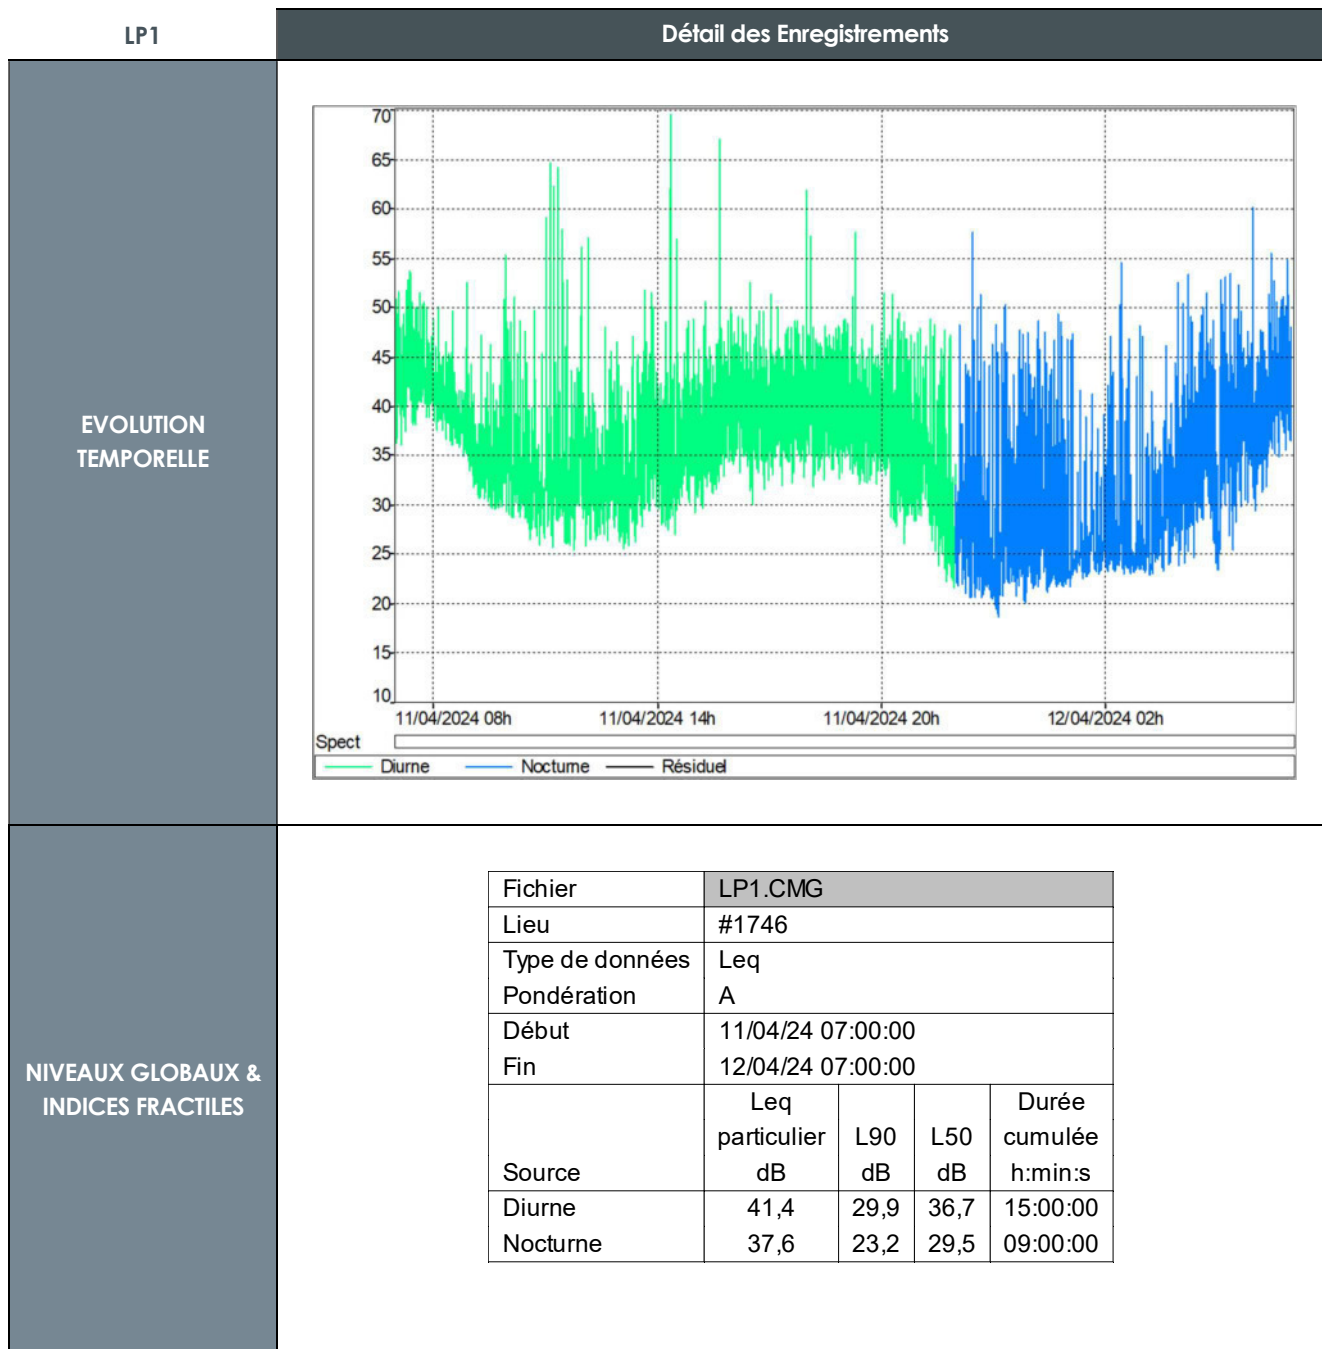 LP1
Détail des Enregistrements
EVOLUTION
TEMPORELLE
70
65
60
55
50
45
40
35
30
25
20
15
10
11/04/2024 08h 11/04/2024 14h 11/04/2024 20h 12/04/2024 02h
Spect
Diurne Nocturne Résiduel
NIVEAUX GLOBAUX &
INDICES FRACTILES
Fichier LP1.CMG
Lieu #1746
Type de données Leq
Pondération A
Début 11/04/24 07:00:00
Fin 12/04/24 07:00:00
Leq Durée
particulier L90 L50 cumulée
Source dB dB dB h:min:s
Diurne 41,4 29,9 36,7 15:00:00
Nocturne 37,6 23,2 29,5 09:00:00